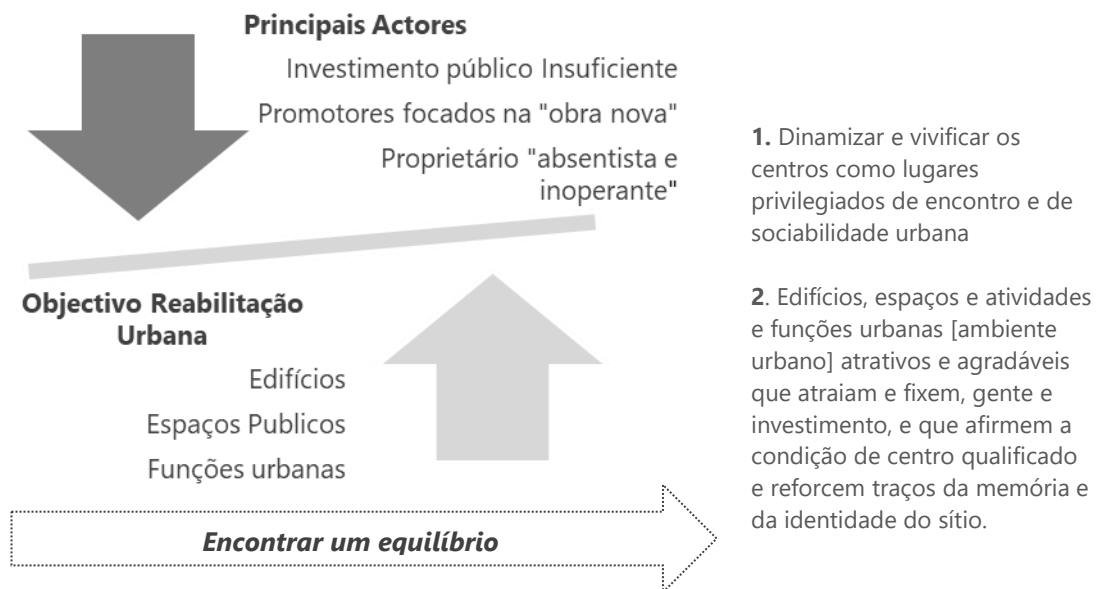 Principais Actores
Investimento público Insuficiente
Promotores focados na "obra nova"
Proprietário "absentista e
inoperante"
Objectivo Reabilitação
Urbana
Edifícios
Espaços Publicos
Funções urbanas
Encontrar um equilíbrio
1. Dinamizar e vivificar os
centros como lugares
privilegiados de encontro e de
sociabilidade urbana
2. Edifícios, espaços e atividades
e funções urbanas [ambiente
urbano] atrativos e agradáveis
que atraiam e fixem, gente e
investimento, e que afirmem a
condição de centro qualificado
e reforcem traços da memória e
da identidade do sítio.